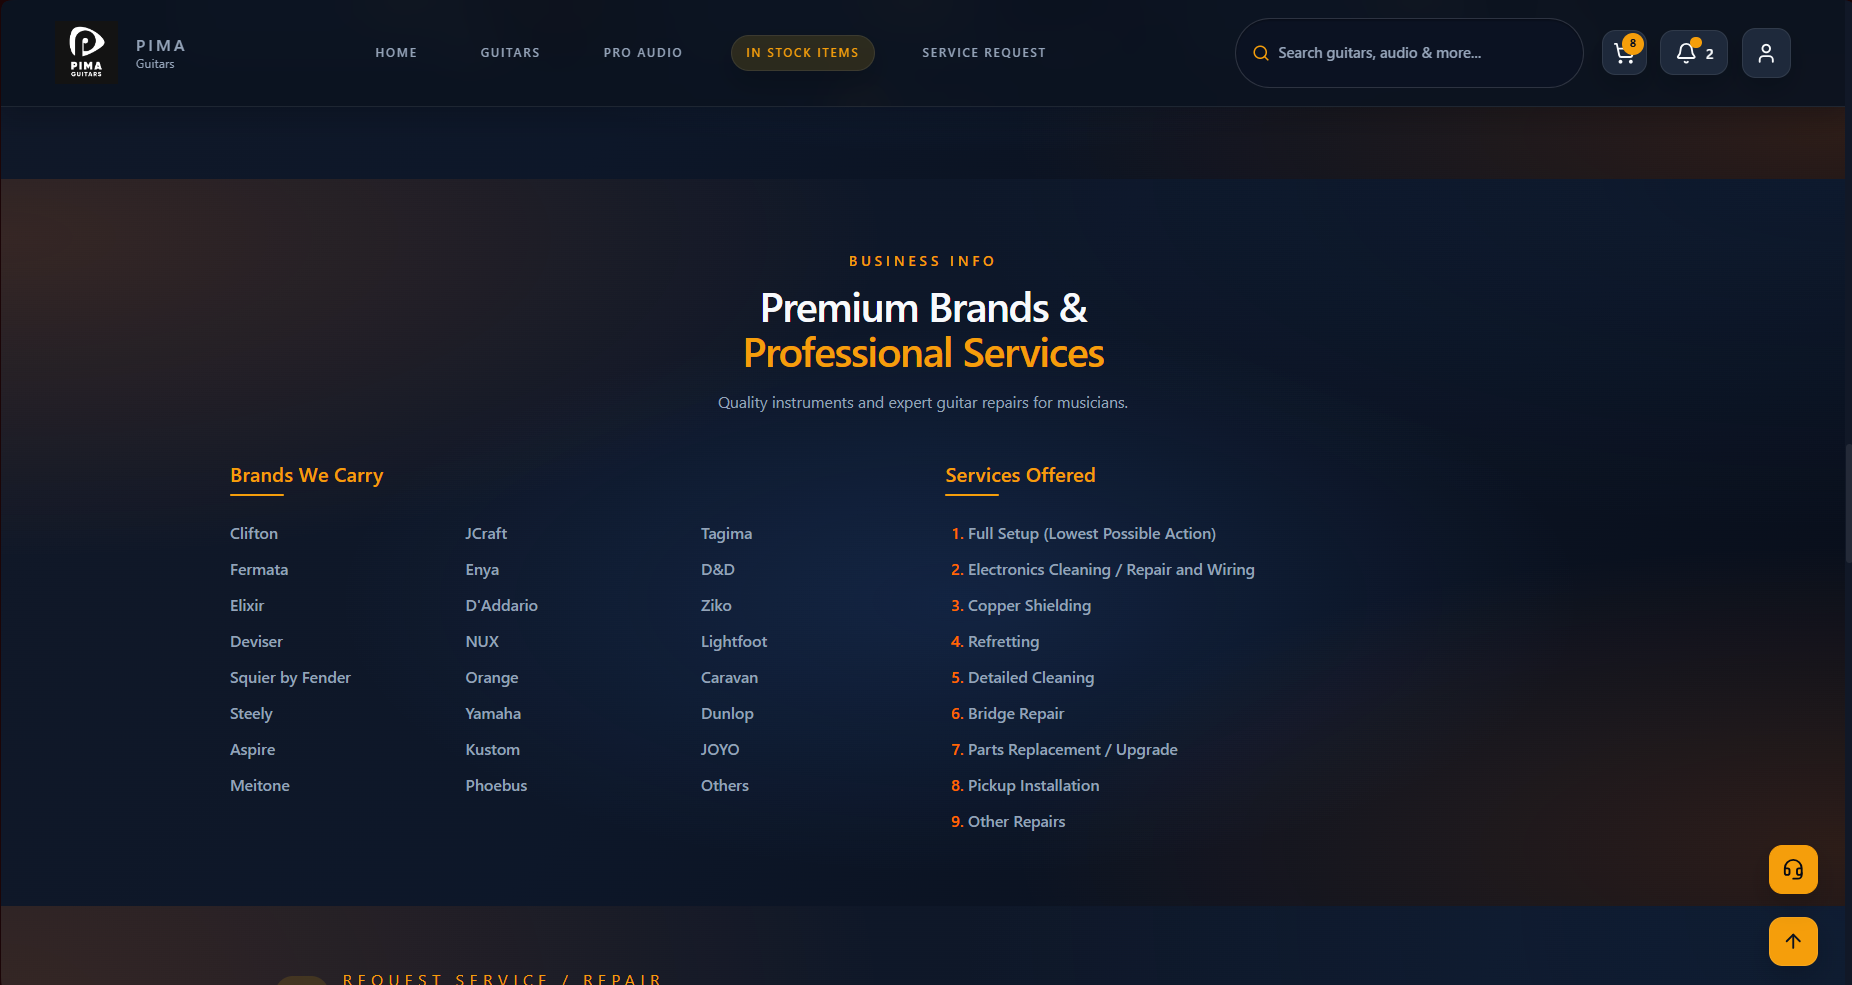 PIMA
GUITARS
PIMA
Guitars
HOME
GUITARS
PRO AUDIO
IN STOCK ITEMS
SERVICE REQUEST
Search guitars, audio & more...
8
2
BUSINESS INFO
Premium Brands &
Professional Services
Quality instruments and expert guitar repairs for musicians.
Brands We Carry
Clifton
Fermata
Elixir
Deviser
Squier by Fender
Steely
Aspire
Meitone
JCraft
Enya
D'Addario
NUX
Orange
Yamaha
Kustom
Phoebus
Tagima
D&D
Ziko
Lightfoot
Caravan
Dunlop
JOYO
Others
Services Offered
1. Full Setup (Lowest Possible Action)
2. Electronics Cleaning / Repair and Wiring
3. Copper Shielding
4. Refretting
5. Detailed Cleaning
6. Bridge Repair
7. Parts Replacement / Upgrade
8. Pickup Installation
9. Other Repairs
REQUEST SERVICE / REPAIR